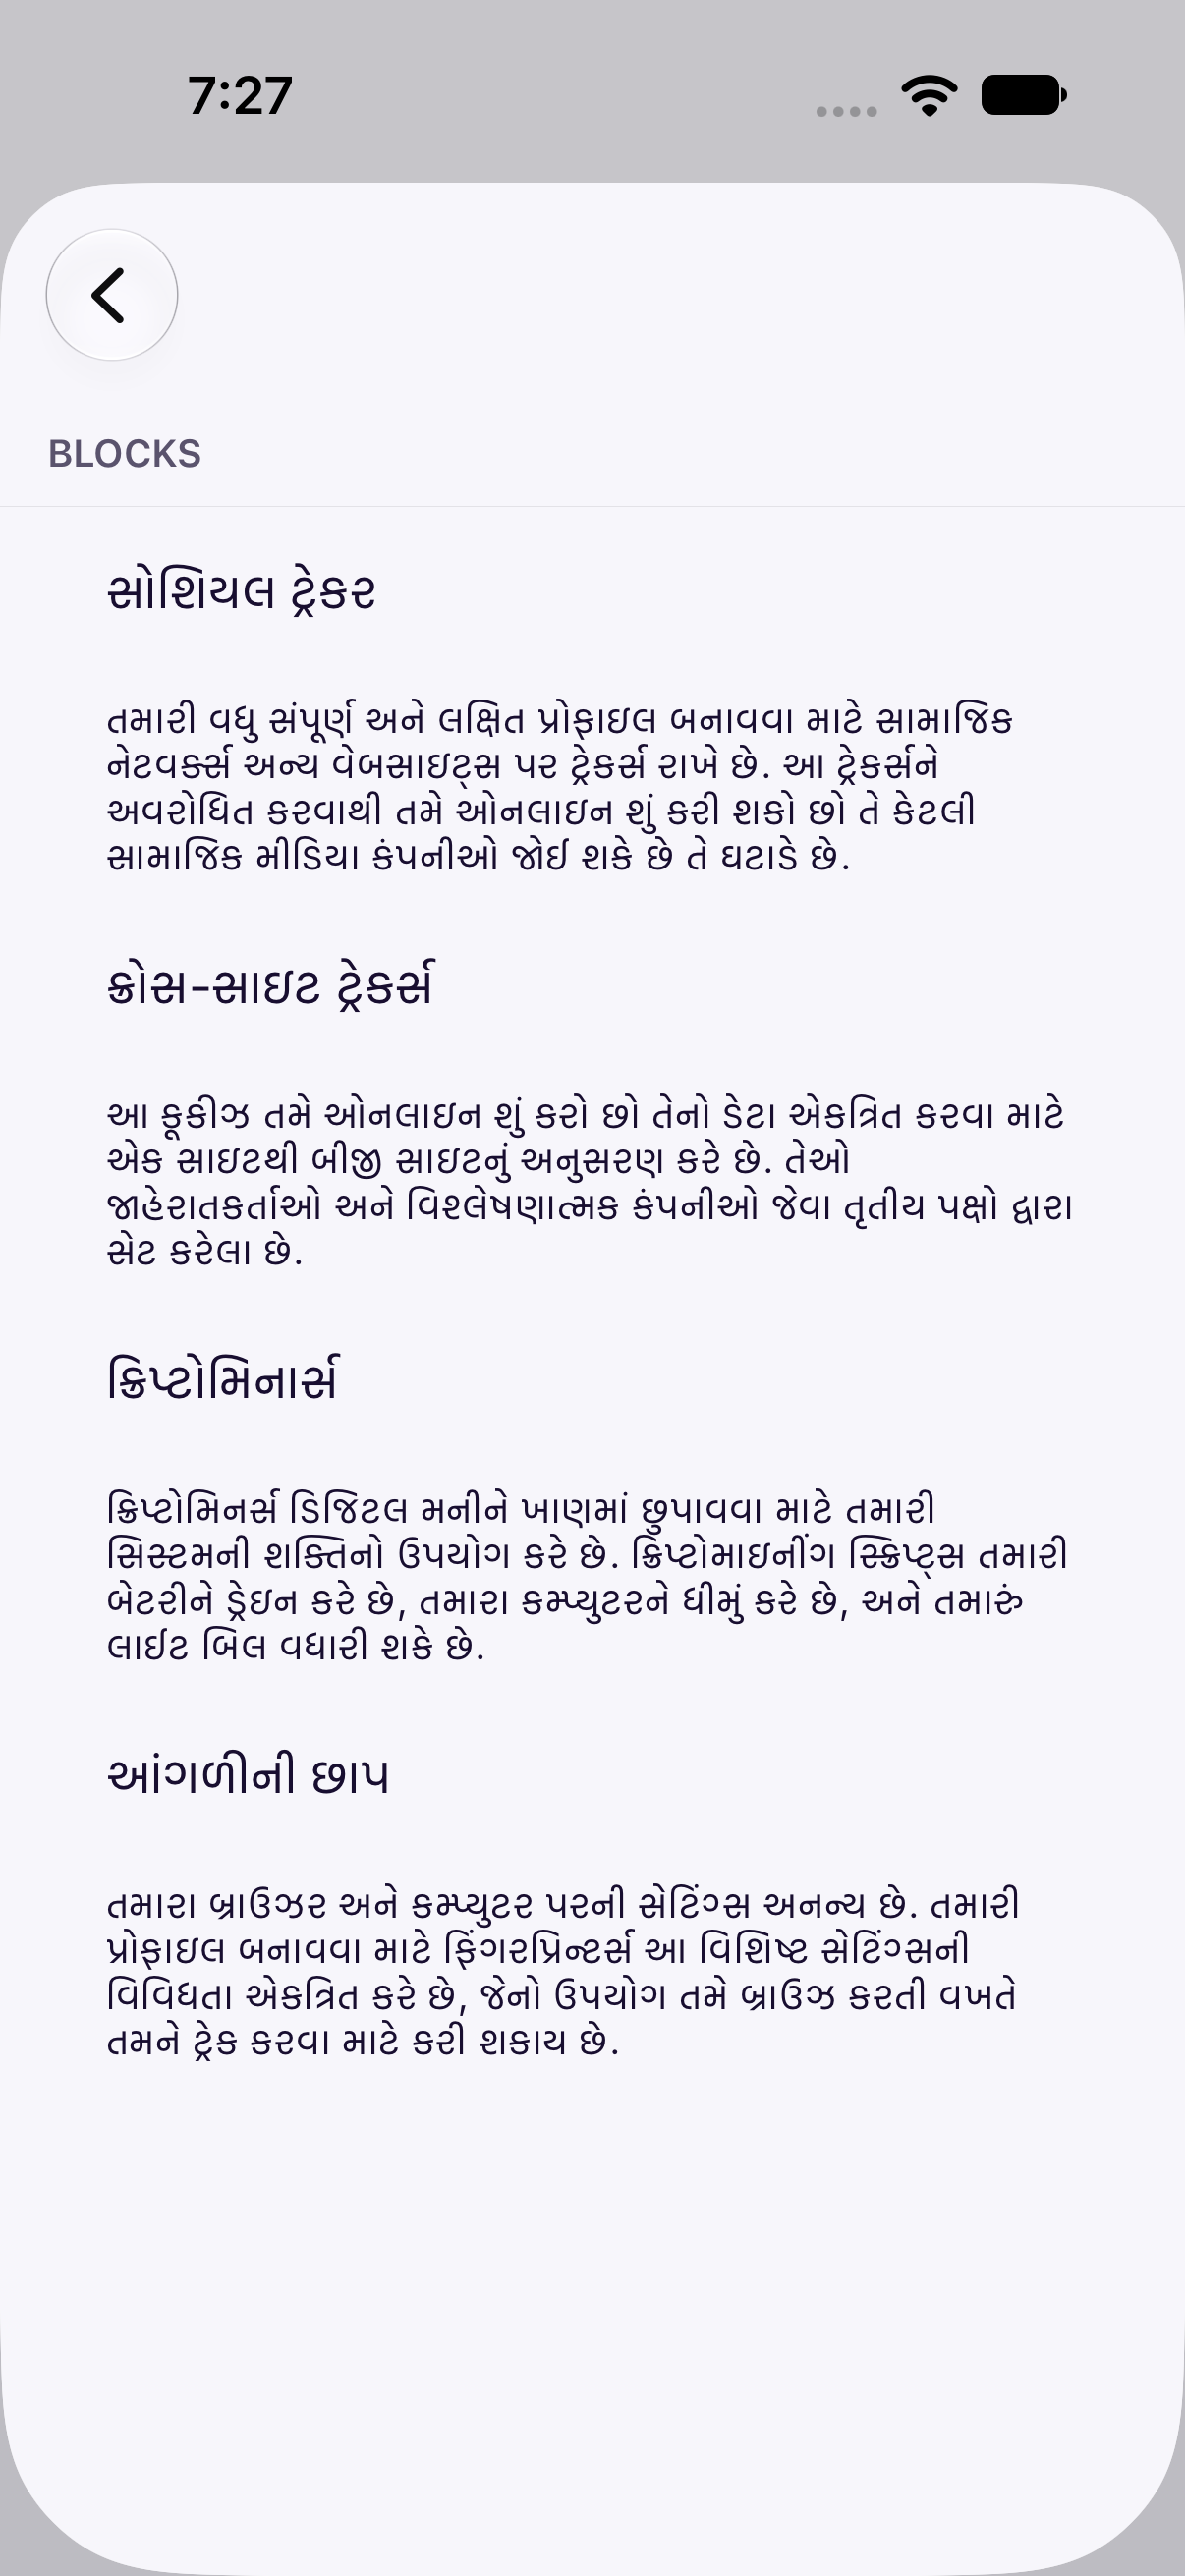 7:27
BLOCKS
સોશિયલ ટ્રેકર
તમારી વધુ સંપૂર્ણ અને લક્ષિત પ્રોફાઇલ બનાવવા માટે સામાજિક
નેટવર્ક્સ અન્ય વેબસાઇટ્સ પર ટ્રેકર્સ રાખે છે. આ ટ્રેકર્સને
અવરોધિત કરવાથી તમે ઓનલાઇન શું કરી શકો છો તે કેટલી
સામાજિક મીડિયા કંપનીઓ જોઈ શકે છે તે ઘટાડે છે.
ક્રોસ-સાઇટ ટ્રેકર્સ
આ કૂકીઝ તમે ઓનલાઇન શું કરો છો તેનો ડેટા એકત્રિત કરવા માટે
એક સાઇટથી બીજી સાઇટનું અનુસરણ કરે છે. તેઓ
જાહેરાતકર્તાઓ અને વિશ્લેષણાત્મક કંપનીઓ જેવા તૃતીય પક્ષો દ્વારા
સેટ કરેલા છે.
ક્રિપ્ટોમિનાર્સ
ક્રિપ્ટોમિનર્સ ડિજિટલ મનીને ખાણમાં છુપાવવા માટે તમારી
સિસ્ટમની શક્તિનો ઉપયોગ કરે છે. ક્રિપ્ટોમાઇનીંગ સ્ક્રિપ્ટ્સ તમારી
બેટરીને ડ્રેઇન કરે છે, તમારા કમ્પ્યુટરને ધીમું કરે છે, અને તમારું
લાઈટ બિલ વધારી શકે છે.
આંગળીની છાપ
તમારા બ્રાઉઝર અને કમ્પ્યુટર પરની સેટિંગ્સ અનન્ય છે. તમારી
પ્રોફાઇલ બનાવવા માટે ફિંગરપ્રિન્ટર્સ આ વિશિષ્ટ સેટિંગ્સની
વિવિધતા એકત્રિત કરે છે, જેનો ઉપયોગ તમે બ્રાઉઝ કરતી વખતે
તમને ટ્રેક કરવા માટે કરી શકાય છે.